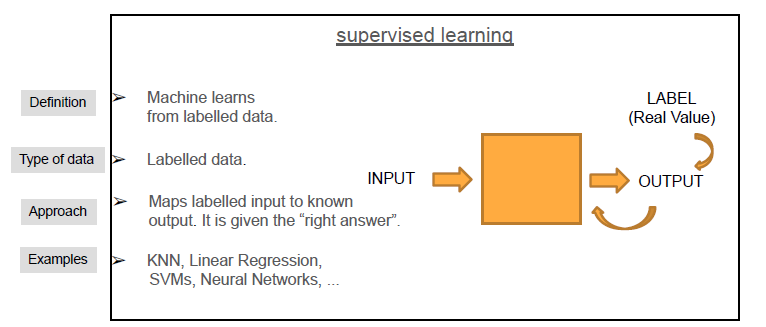 supervised learning
Definition
➢ Machine learns
from labelled data.
LABEL
(Real Value)
Type of data
➢ Labelled data.
INPUT
OUTPUT
Approach
➢ Maps labelled input to known
output. It is given the “right answer”.
Examples
➢ KNN, Linear Regression,
SVMs, Neural Networks, ...